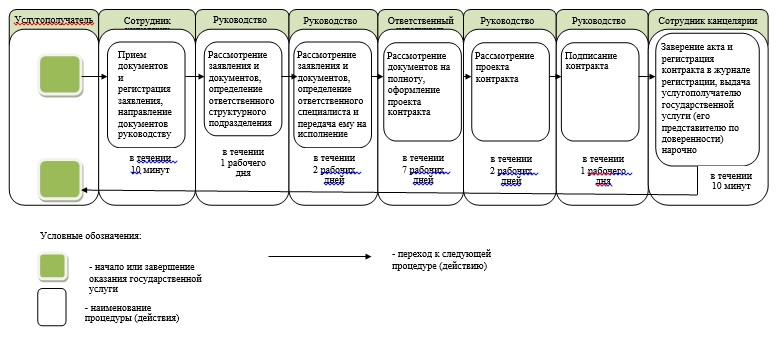 Услугополучатель
Сотрудник
Руководство
Руководство
Ответственный
Руководство
Руководство
Сотрудник канцелярии
Прием
документов
и
регистрация
заявления,
направление
документов
руководству
в течении
10 минут
Рассмотрение
заявления и
документов,
определение
ответственного
структурного
подразделения
в течении
1 рабочего
дня
Рассмотрение
заявления и
документов,
определение
ответственного
специалиста и
передача ему на
исполнение
в течении
2 рабочих
дней
Рассмотрение
документов на
полноту,
оформление
проекта
контракта
в течении
7 рабочих
дней
Рассмотрение
проекта
контракта
в течении
2 рабочих
дней
Подписание
контракта
в течении
1 рабочего
дня
Заверение акта и
регистрация
контракта в журнале
регистрации, выдача
услугополучателю
государственной
услуги (его
представителю по
доверенности)
нарочно
в течении
10 минут
Условные обозначения:
- начало или завершение
оказания государственной
услуги
- наименование
процедуры (действия)
- переход к следующей
процедуре (действию)